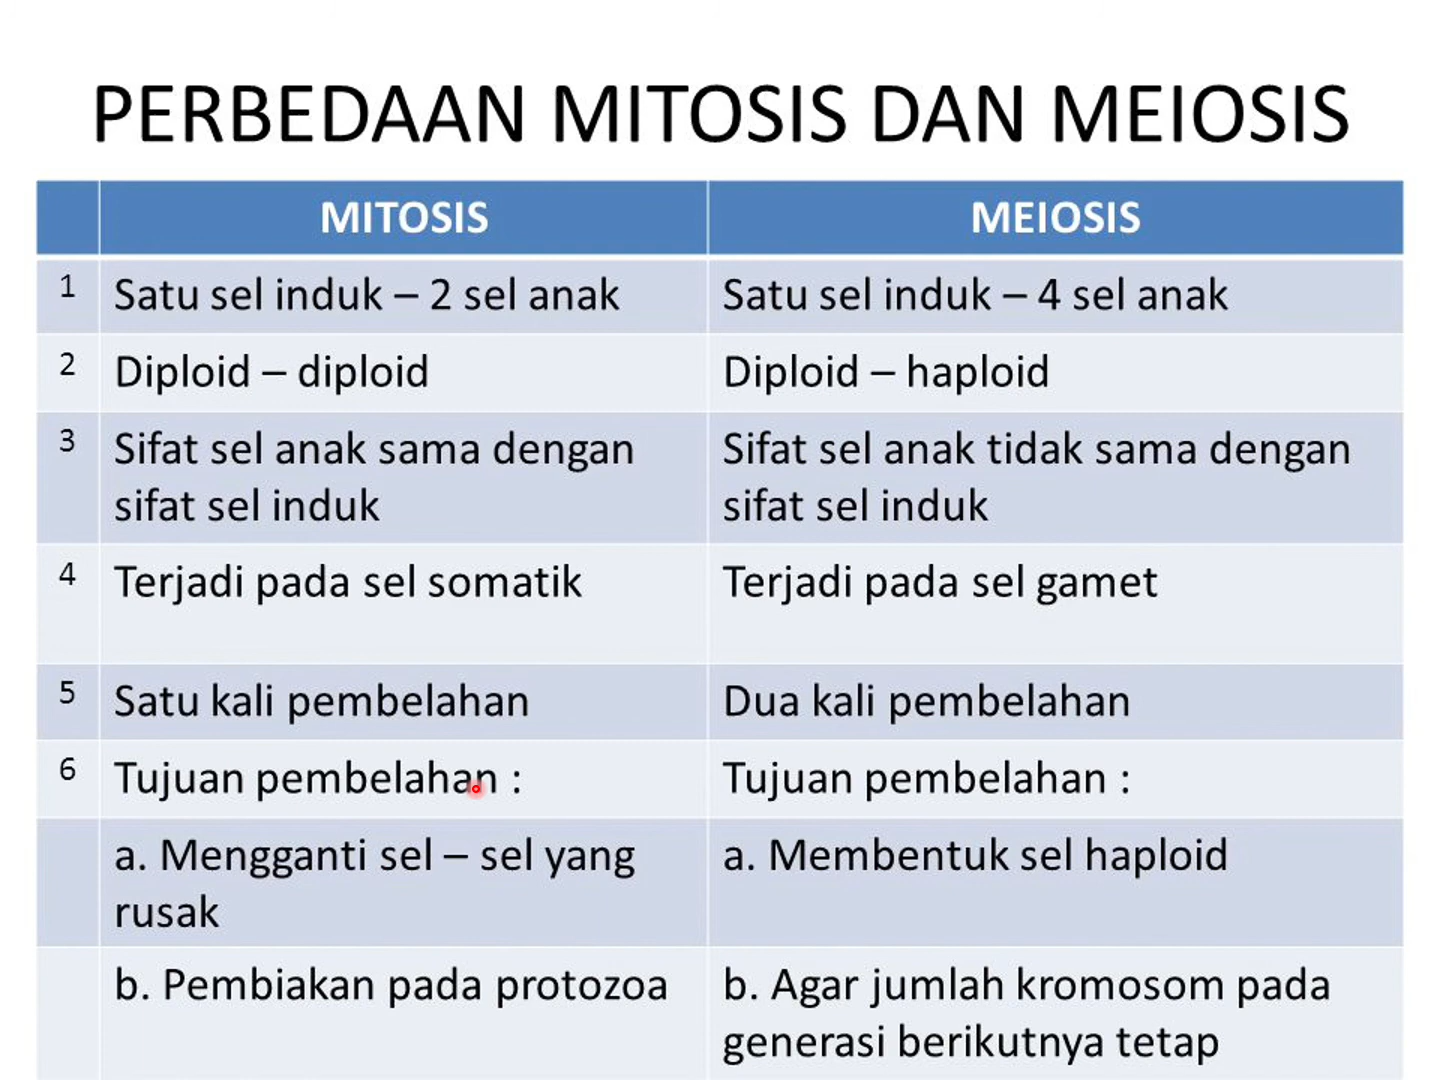 PERBEDAAN MITOSIS DAN MEIOSIS
MITOSIS
MEIOSIS
1
Satu sel induk – 2 sel anak
Satu sel induk – 4 sel anak
2
Diploid – diploid
Diploid – haploid
3
Sifat sel anak sama dengan
sifat sel induk
Sifat sel anak tidak sama dengan
sifat sel induk
4
Terjadi pada sel somatik
Terjadi pada sel gamet
5
Satu kali pembelahan
Dua kali pembelahan
6
Tujuan pembelahan :
Tujuan pembelahan :
a. Mengganti sel – sel yang
rusak
a. Membentuk sel haploid
b. Pembiakan pada protozoa
b. Agar jumlah kromosom pada
generasi berikutnya tetap